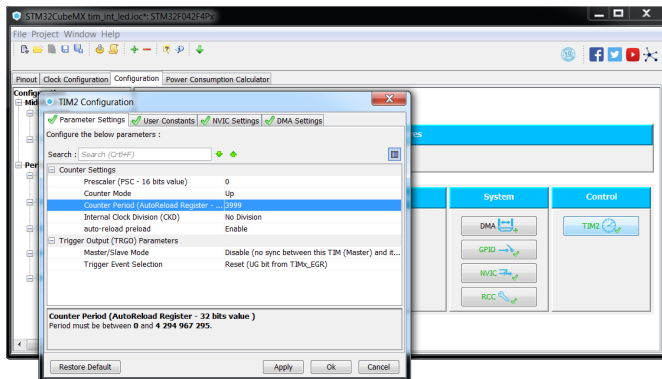 STM32CubeMX tim_int_led.ioc*: STM32F042F4Px
File Project Window Help
Pinout Clock Configuration Configuration Power Consumption Calculator
TIM2 Configuration
Parameter Settings User Constants NVIC Settings DMA Settings
Configure the below parameters :
Search : Search (Crtl+F)
Counter Settings
Prescaler (PSC - 16 bits value) 0
Counter Mode Up
Counter Period (AutoReload Register - ... 3999
Internal Clock Division (CKD) No Division
auto-reload preload Enable
Trigger Output (TRGO) Parameters
Master/Slave Mode Disable (no sync between this TIM (Master) and it...
Trigger Event Selection Reset (UG bit from TIMx_EGR)
Counter Period (AutoReload Register - 32 bits value )
Period must be between 0 and 4 294 967 295.
Restore Default Apply Ok Cancel
System Control
DMA TIM2
GPIO
NVIC
RCC